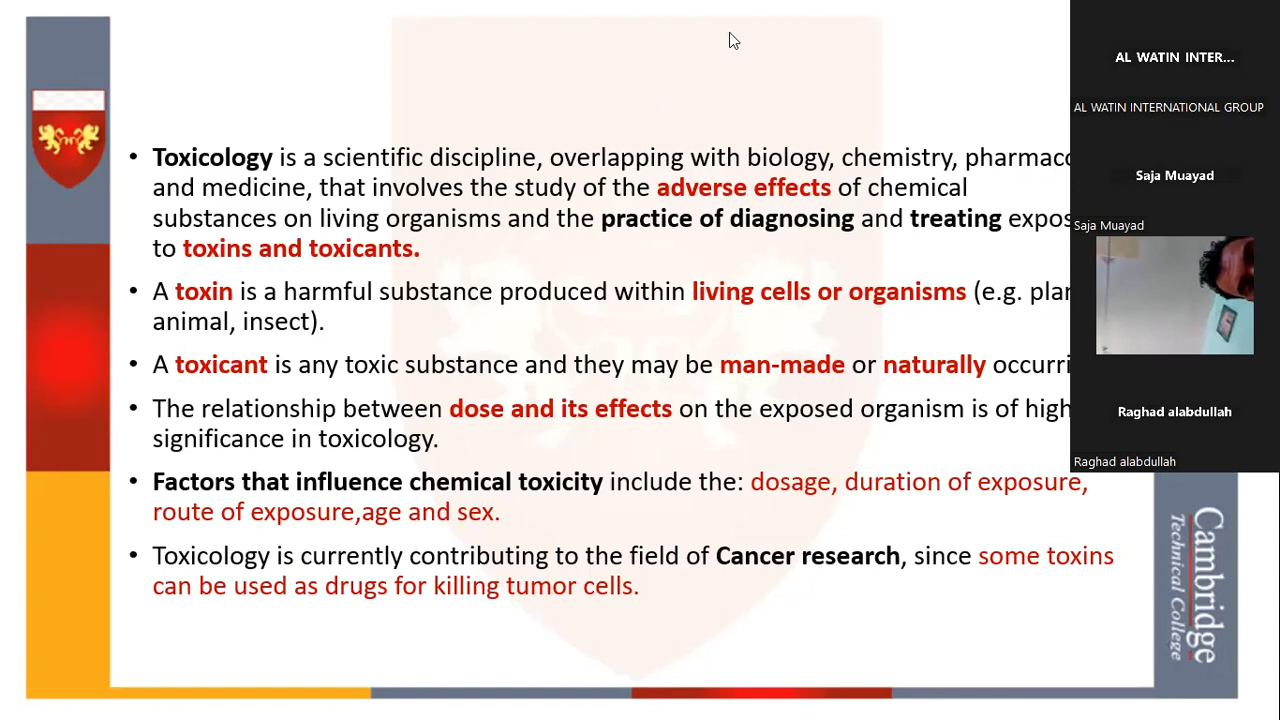 • Toxicology is a scientific discipline, overlapping with biology, chemistry,
and medicine, that involves the study of the adverse effects of chemical
substances on living organisms and the practice of diagnosing and treating
to toxins and toxicants.
• A toxin is a harmful substance produced within living cells or organisms (e.g.
animal, insect).
• A toxicant is any toxic substance and they may be man-made or naturally
• The relationship between dose and its effects on the exposed organism is of high
significance in toxicology.
• Factors that influence chemical toxicity include the: dosage, duration of exposure,
route of exposure,age and sex.
• Toxicology is currently contributing to the field of Cancer research, since some toxins
can be used as drugs for killing tumor cells.
AL WATIN INTER...
AL WATIN INTERNATIONAL GROUP
Saja Muayad
Saja Muayad
Raghad alabdullah
Raghad alabdullah
Cambridge
Technical College